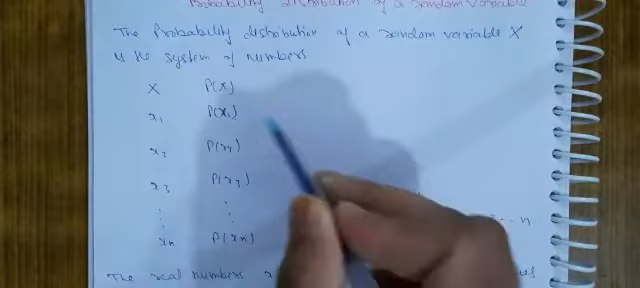 Probability distribution of a random variable
The Probability distribution of a random variable X
is the system of numbers
X P(X)
x1 P(x1)
x2 P(x2)
x3 P(x3)
⋮ ⋮
xn P(xn)
... n
The real numbers x